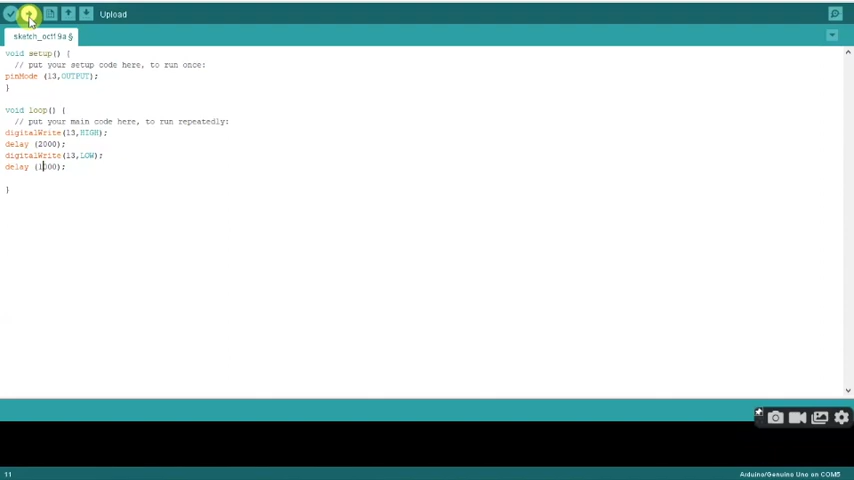 Upload
sketch_oct19a §
void setup() {
// put your setup code here, to run once:
pinMode (13,OUTPUT);
}
void loop() {
// put your main code here, to run repeatedly:
digitalWrite(13,HIGH);
delay (2000);
digitalWrite(13,LOW);
delay (1000);
}
11
Arduino/Genuino Uno on COM5